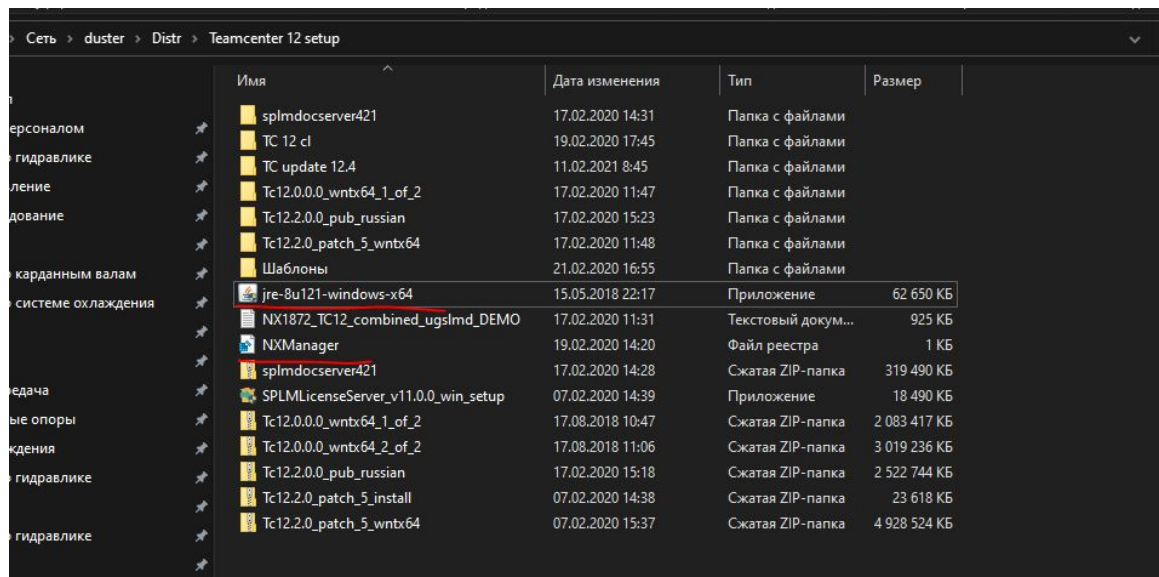 Сеть > duster > Distr > Teamcenter 12 setup
Имя Дата изменения Тип Размер
splmdocserver421 17.02.2020 14:31 Папка с файлами
TC 12 cl 19.02.2020 17:45 Папка с файлами
TC update 12.4 11.02.2021 8:45 Папка с файлами
Tc12.0.0.0_wntx64_1_of_2 17.02.2020 11:47 Папка с файлами
Tc12.2.0.0_pub_russian 17.02.2020 15:23 Папка с файлами
Tc12.2.0_patch_5_wntx64 17.02.2020 11:48 Папка с файлами
Шаблоны 21.02.2020 16:55 Папка с файлами
jre-8u121-windows-x64 15.05.2018 22:17 Приложение 62 650 КБ
NX1872_TC12_combined_ugslmd_DEMO 17.02.2020 11:31 Текстовый докум... 925 КБ
NXManager 19.02.2020 14:20 Файл реестра 1 КБ
splmdocserver421 17.02.2020 14:28 Сжатая ZIP-папка 319 490 КБ
SPLMLicenseServer_v11.0.0_win_setup 07.02.2020 14:39 Приложение 18 490 КБ
Tc12.0.0.0_wntx64_1_of_2 17.08.2018 10:47 Сжатая ZIP-папка 2 083 417 КБ
Tc12.0.0.0_wntx64_2_of_2 17.08.2018 11:06 Сжатая ZIP-папка 3 019 236 КБ
Tc12.2.0.0_pub_russian 17.02.2020 15:18 Сжатая ZIP-папка 2 522 744 КБ
Tc12.2.0_patch_5_install 07.02.2020 14:38 Сжатая ZIP-папка 23 618 КБ
Tc12.2.0_patch_5_wntx64 07.02.2020 15:37 Сжатая ZIP-папка 4 928 524 КБ
ерсоналом
гидравлике
ление
дование
карданным валам
системе охлаждения
едача
ые опоры
ждения
гидравлике
гидравлике